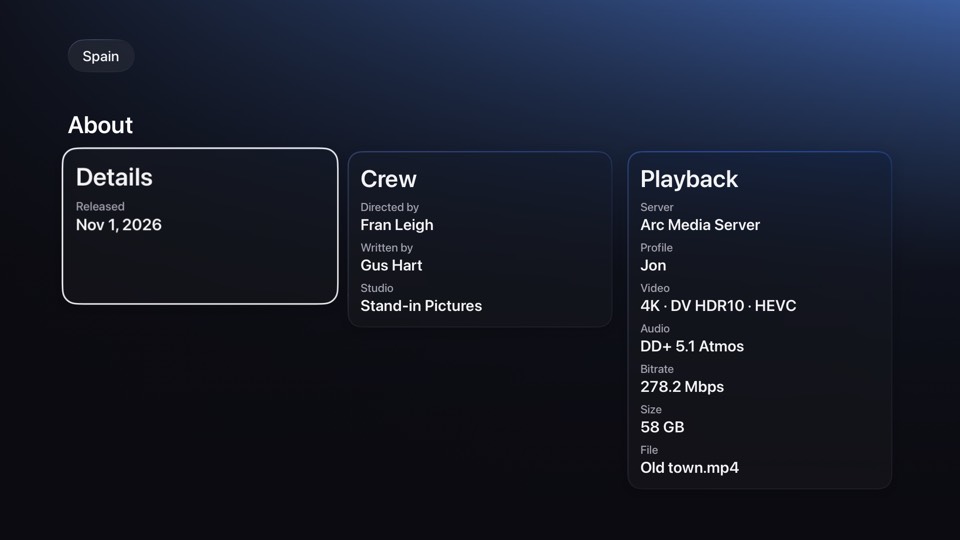 Spain
About
Details
Released
Nov 1, 2026
Crew
Directed by
Fran Leigh
Written by
Gus Hart
Studio
Stand-in Pictures
Playback
Server
Arc Media Server
Profile
Jon
Video
4K · DV HDR10 · HEVC
Audio
DD+ 5.1 Atmos
Bitrate
278.2 Mbps
Size
58 GB
File
Old town.mp4